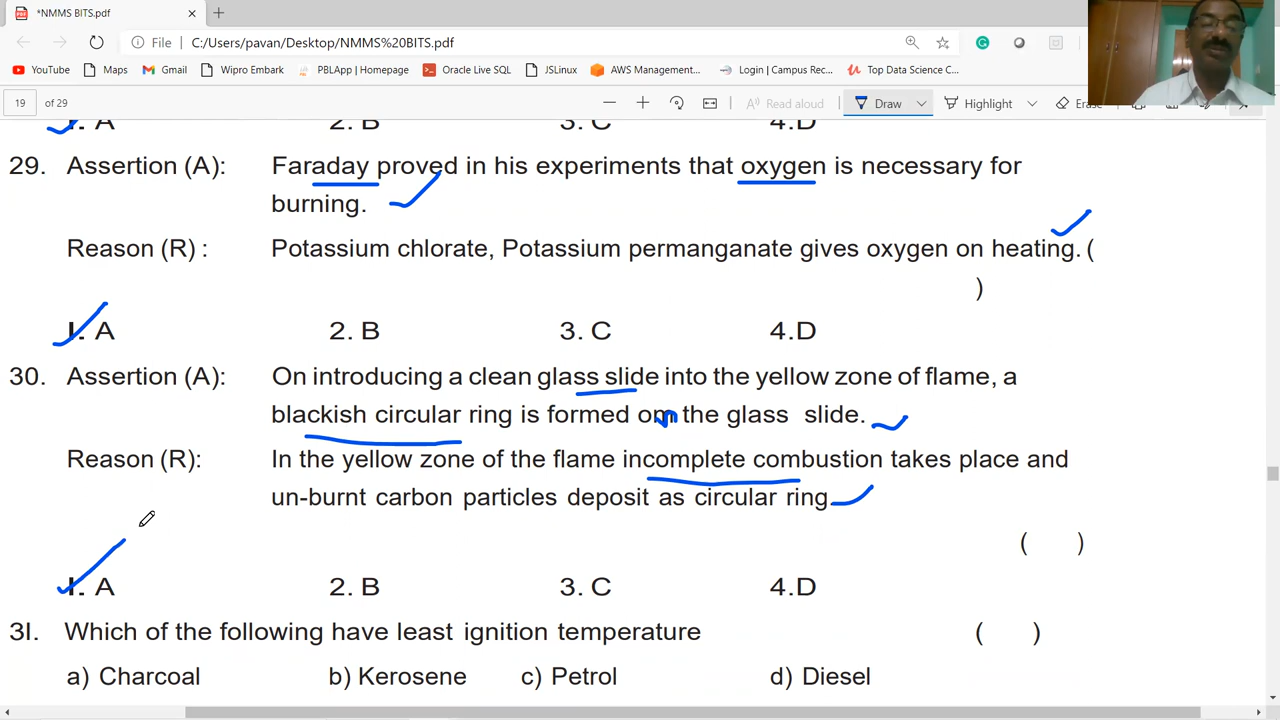 *NMMS BITS.pdf
File C:/Users/pavan/Desktop/NMMS%20BITS.pdf
YouTube Maps Gmail Wipro Embark PBLApp | Homepage Oracle Live SQL JSLinux AWS Management... Login | Campus Rec... Top Data Science C...
19 of 29 Read aloud Draw Highlight Erase
I. A 2. B 3. C 4.D
29. Assertion (A): Faraday proved in his experiments that oxygen is necessary for
burning.
Reason (R) : Potassium chlorate, Potassium permanganate gives oxygen on heating. (
)
I. A 2. B 3. C 4.D
30. Assertion (A): On introducing a clean glass slide into the yellow zone of flame, a
blackish circular ring is formed om the glass slide.
Reason (R): In the yellow zone of the flame incomplete combustion takes place and
un-burnt carbon particles deposit as circular ring
( )
I. A 2. B 3. C 4.D
3I. Which of the following have least ignition temperature ( )
a) Charcoal b) Kerosene c) Petrol d) Diesel